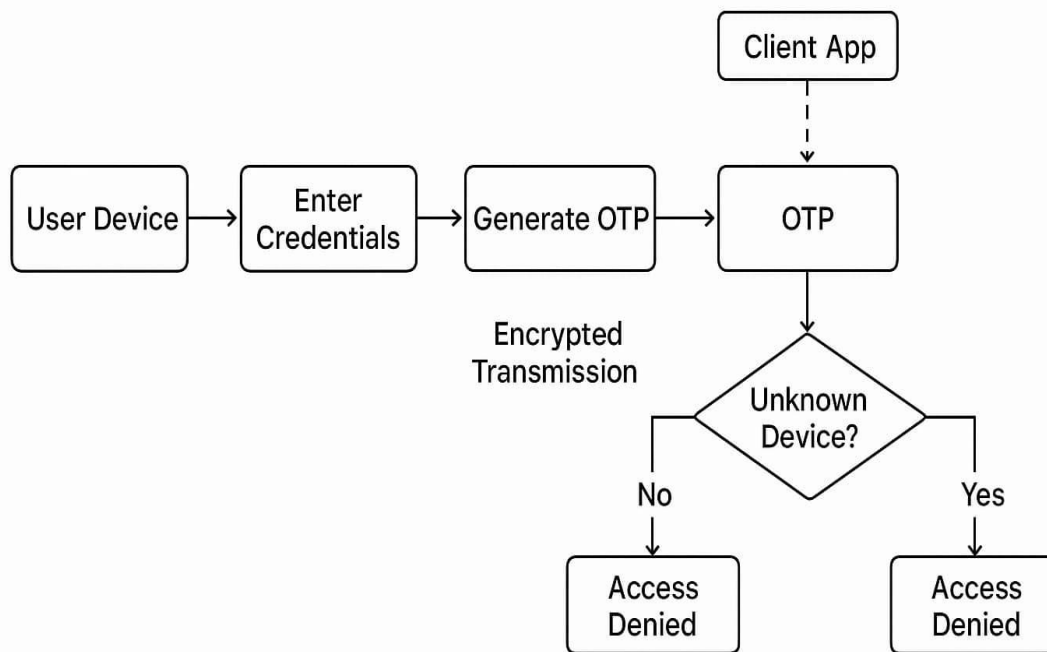 Client App
User Device
Enter
Credentials
Generate OTP
OTP
Encrypted
Transmission
Unknown
Device?
No
Yes
Access
Denied
Access
Denied